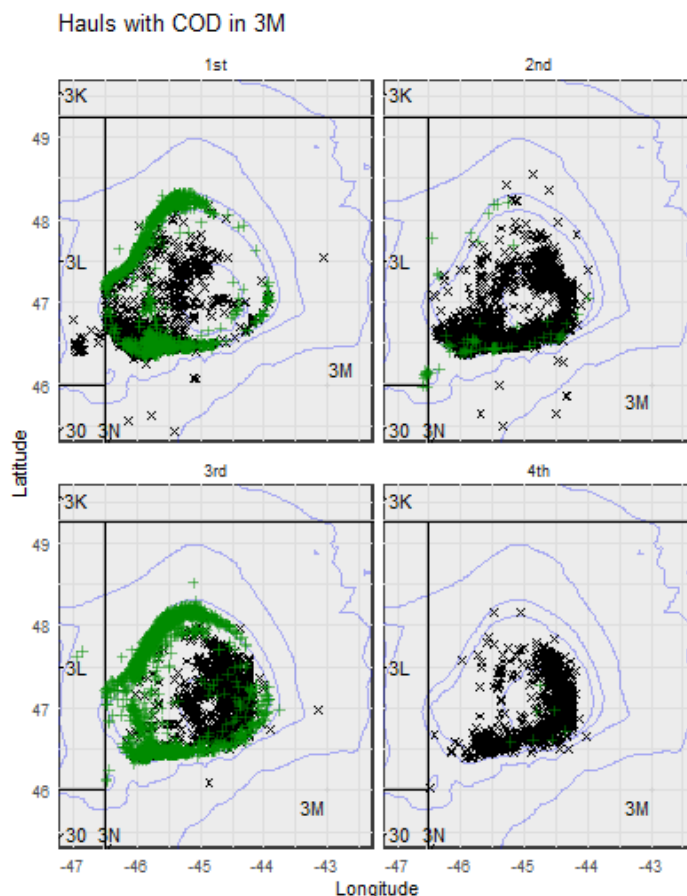 Hauls with COD in 3M
1st
2nd
3K
3K
49
48
3L
3L
47
46
3M
3M
30 3N
30 3N
Latitude
3rd
4th
3K
3K
49
48
3L
3L
47
46
3M
3M
30 3N
30 3N
-47 -46 -45 -44 -43
-47 -46 -45 -44 -43
Longitude